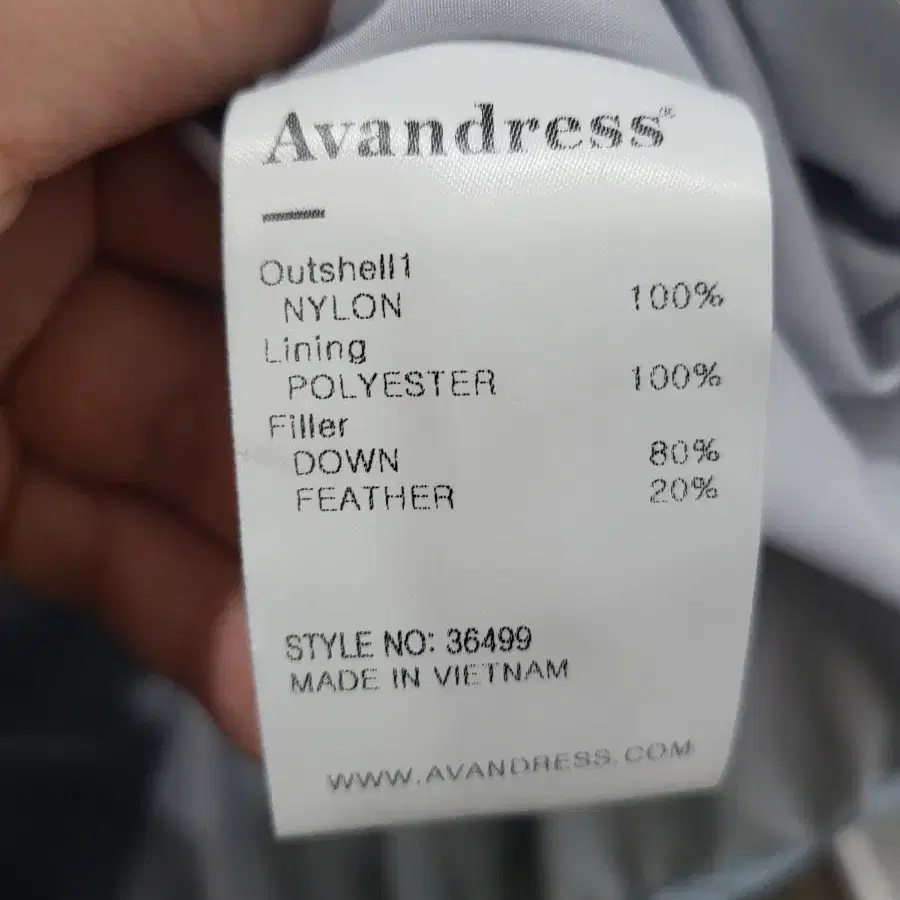 Avandress®
Outshell1
NYLON 100%
Lining
POLYESTER 100%
Filler
DOWN 80%
FEATHER 20%
STYLE NO: 36499
MADE IN VIETNAM
WWW.AVANDRESS.COM